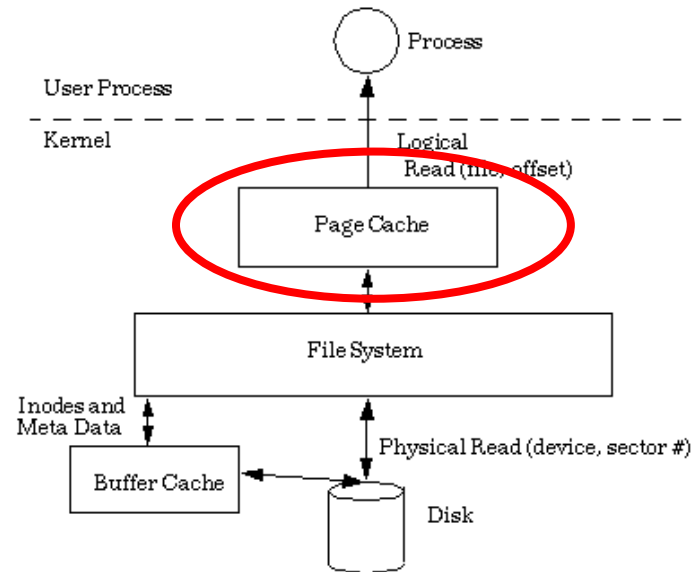 Process
User Process
Kernel
Logical
Read (file, offset)
Page Cache
File System
Inodes and
Meta Data
Physical Read (device, sector #)
Buffer Cache
Disk